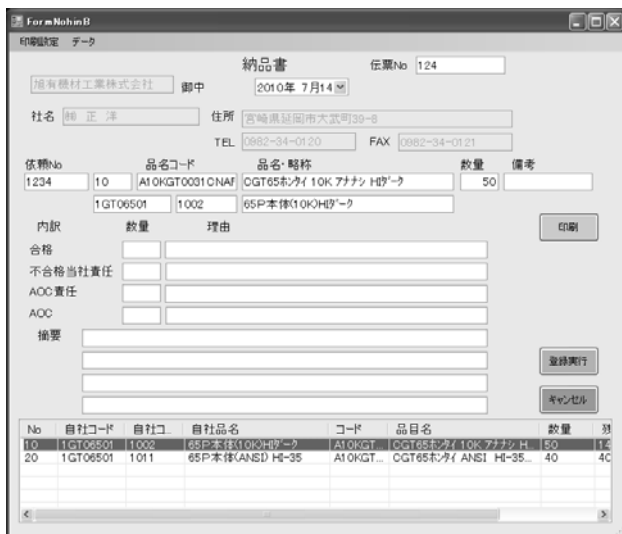 FormNohinB
印刷設定 データ
納品書 伝票No 124
旭有機材工業株式会社 御中 2010年 7月14
社名 ㈱ 正 洋 住所 宮崎県延岡市大武町39-8
TEL 0982-34-0120 FAX 0982-34-0121
依頼No 品名コード 品名・略称 数量 備考
1234 10 A10KGT0031CNAF CGT65ホンタイ 10K アナナシ HIダーク 50
1GT06501 1002 65P本体(10K)HIダーク
内訳 数量 理由 印刷
合格
不合格当社責任
AOC責任
AOC
摘要
登録実行
キャンセル
No 自社コード 自社コ... 自社品名 コード 品目名 数量 残
10 1GT06501 1002 65P本体(10K)HIダーク A10KGT... CGT65ホンタイ 10K アナナシ H... 50 14
20 1GT06501 1011 65P本体(ANSI) HI-35 A10KGT... CGT65ホンタイ ANSI HI-35... 40 40